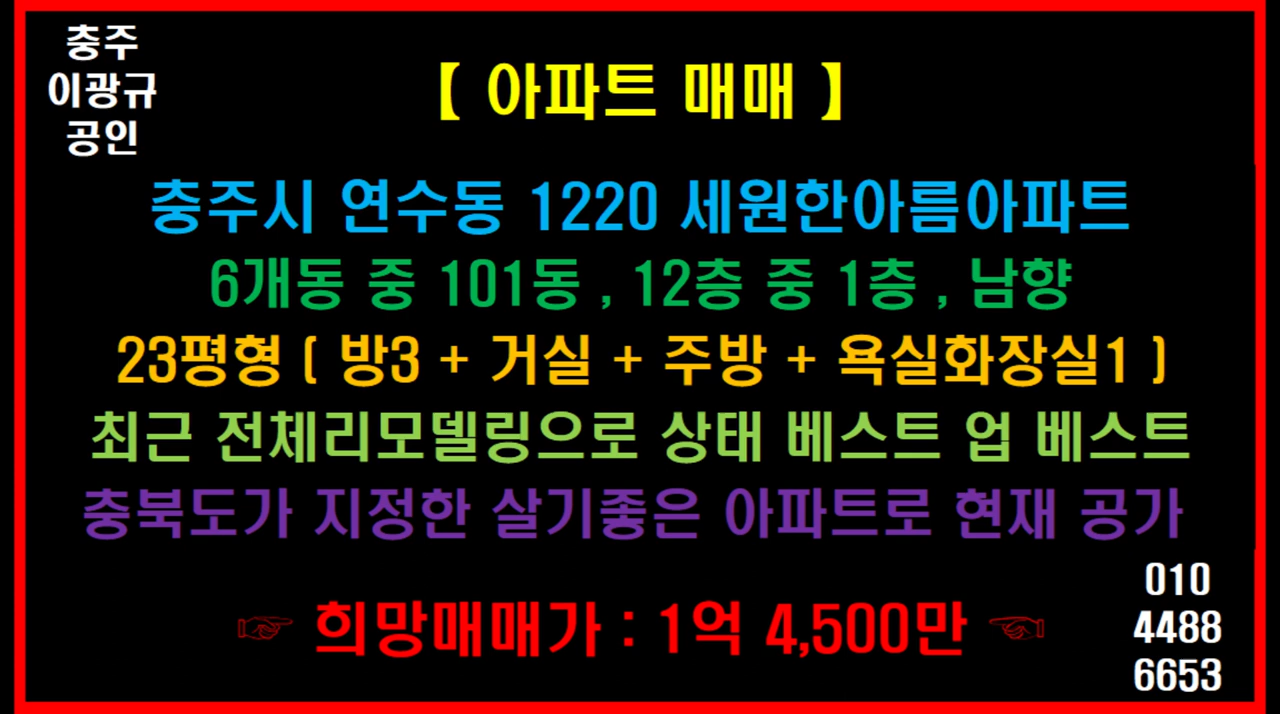 충주
이광규
공인
【 아파트 매매 】
충주시 연수동 1220 세원한아름아파트
6개동 중 101동 , 12층 중 1층 , 남향
23평형 ( 방3 + 거실 + 주방 + 욕실화장실1 )
최근 전체리모델링으로 상태 베스트 업 베스트
충북도가 지정한 살기좋은 아파트로 현재 공가
☞ 희망매매가 : 1억 4,500만 ☜
010
4488
6653